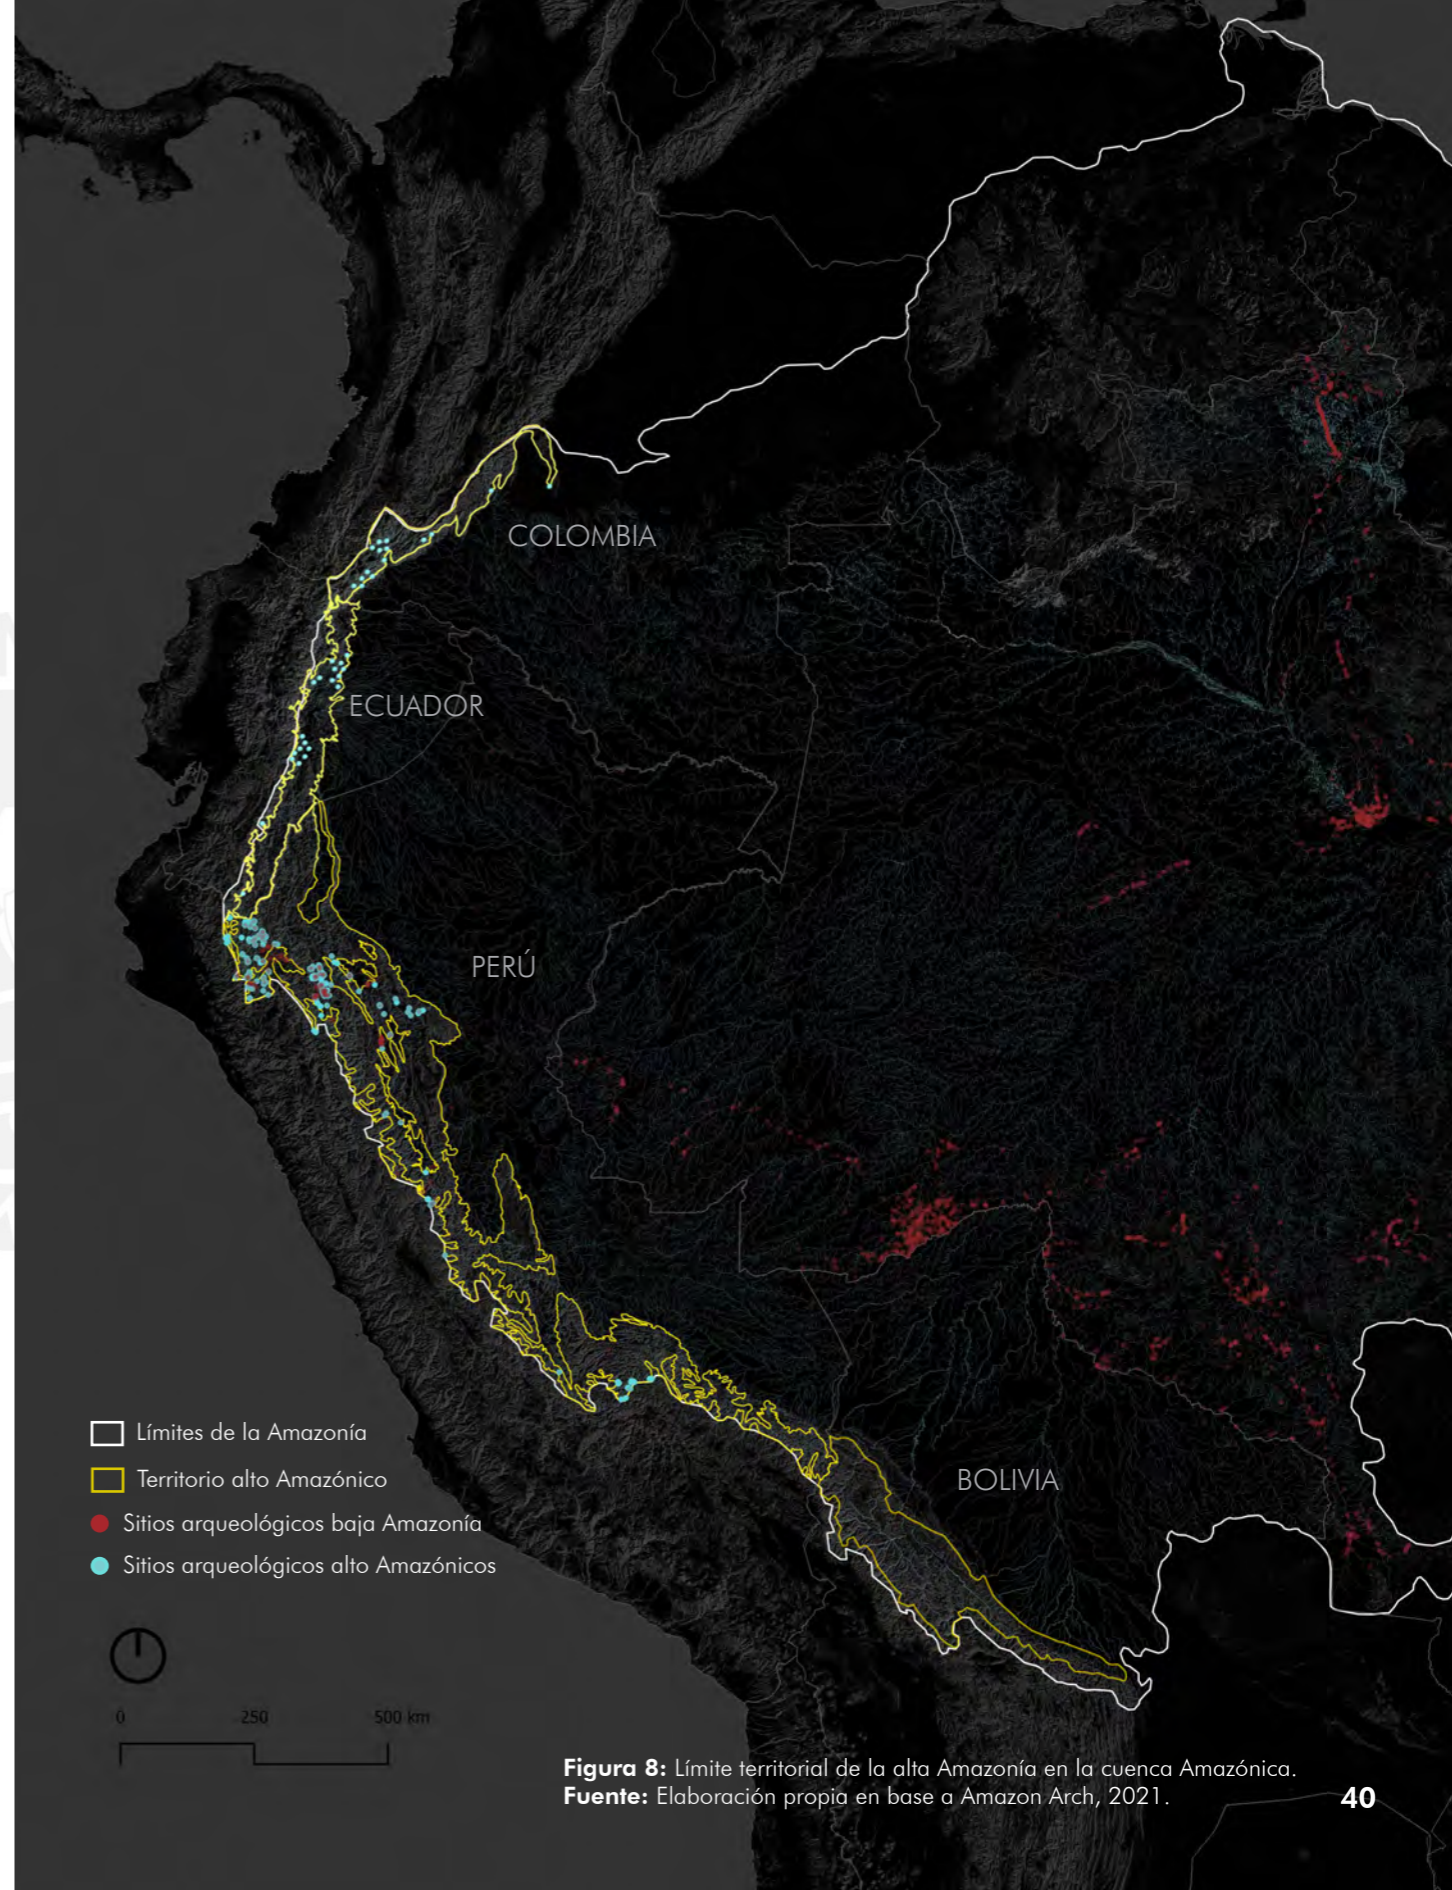 COLOMBIA
ECUADOR
PERÚ
BOLIVIA
Límites de la Amazonía
Territorio alto Amazónico
Sitios arqueológicos baja Amazonía
Sitios arqueológicos alto Amazónicos
0 250 500 km
Figura 8: Límite territorial de la alta Amazonía en la cuenca Amazónica.
Fuente: Elaboración propia en base a Amazon Arch, 2021.
40